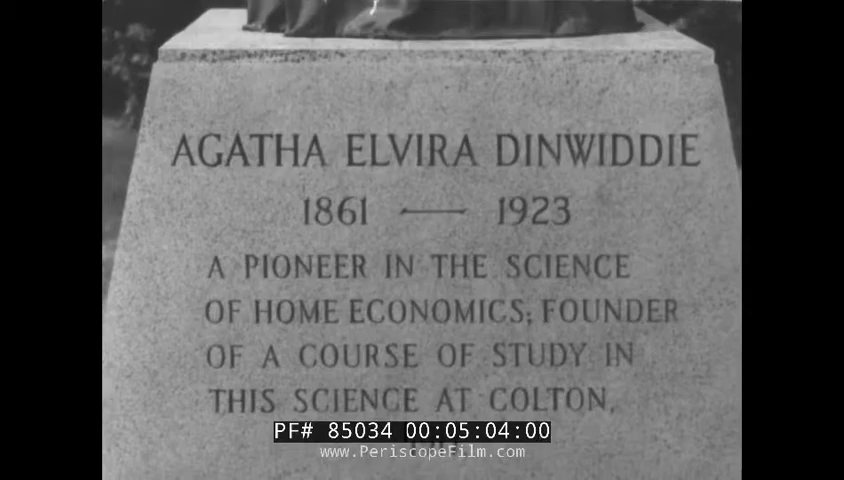 AGATHA ELVIRA DINWIDDIE
1861 — 1923
A PIONEER IN THE SCIENCE
OF HOME ECONOMICS; FOUNDER
OF A COURSE OF STUDY IN
THIS SCIENCE AT COLTON,
PF# 85034 00:05:04:00
www.PeriscopeFilm.com